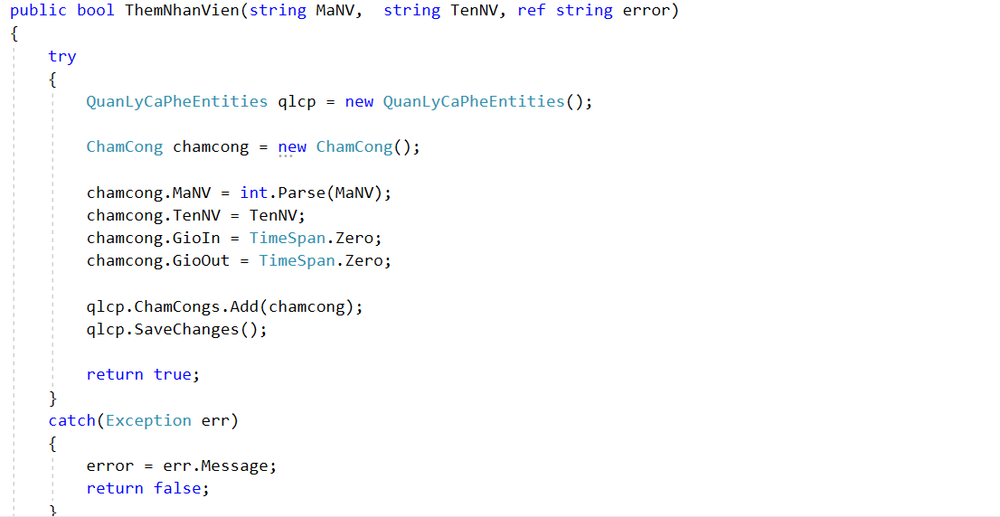 public bool ThemNhanVien(string MaNV,  string TenNV, ref string error)
{
try
{
QuanLyCaPheEntities qlcp = new QuanLyCaPheEntities();
ChamCong chamcong = new ChamCong();
chamcong.MaNV = int.Parse(MaNV);
chamcong.TenNV = TenNV;
chamcong.GioIn = TimeSpan.Zero;
chamcong.GioOut = TimeSpan.Zero;
qlcp.ChamCongs.Add(chamcong);
qlcp.SaveChanges();
return true;
}
catch(Exception err)
{
error = err.Message;
return false;
}